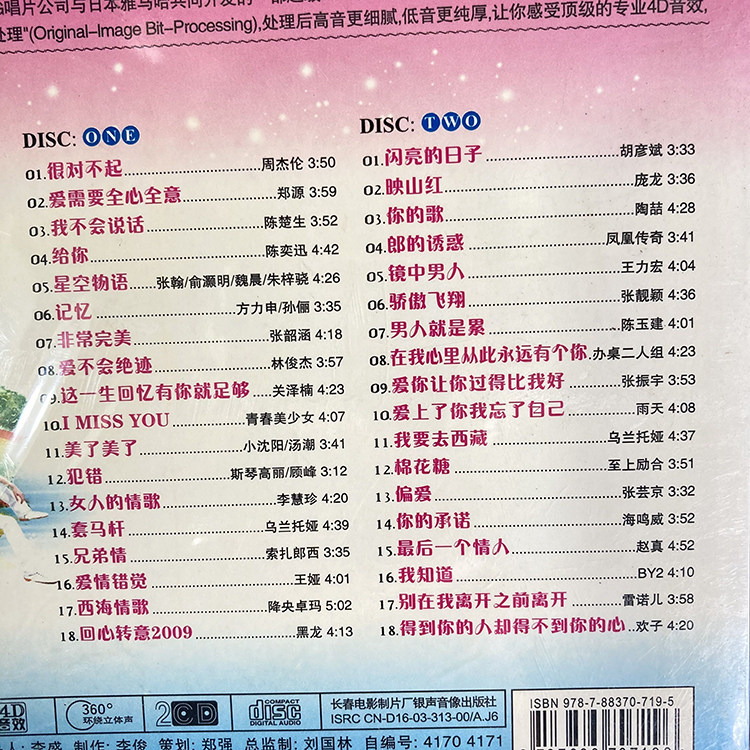 唱片公司与日本雅马哈共同开发的
处理"(Original-Image Bit-Processing),处理后高音更细腻,低音更纯厚,让你感受顶级的专业4D音效,
DISC: ONE
01.很对不起 周杰伦 3:50
02.爱需要全心全意 郑源 3:59
03.我不会说话 陈楚生 3:52
04.给你 陈奕迅 4:42
05.星空物语 张翰/俞灏明/魏晨/朱梓骁 4:26
06.记忆 方力申/孙俪 3:35
07.非常完美 张韶涵 4:18
08.爱不会绝迹 林俊杰 3:57
09.这一生回忆有你就足够 关泽楠 4:23
10.I MISS YOU 青春美少女 4:07
11.美了美了 小沈阳/汤潮 3:41
12.犯错 斯琴高丽/顾峰 3:12
13.女人的情歌 李慧珍 4:20
14.套马杆 乌兰托娅 4:39
15.兄弟情 索扎郎西 3:35
16.爱情错觉 王娅 4:01
17.西海情歌 降央卓玛 5:02
18.回心转意2009 黑龙 4:13
DISC: TWO
01.闪亮的日子 胡彦斌 3:33
02.映山红 庞龙 3:36
03.你的歌 陶喆 4:28
04.郎的诱惑 凤凰传奇 3:41
05.镜中男人 王力宏 4:04
06.骄傲飞翔 张靓颖 4:36
07.男人就是累 陈玉建 4:01
08.在我心里从此永远有个你 办桌二人组 4:23
09.爱你让你过得比我好 张振宇 3:53
10.爱上了你我忘了自己 雨天 4:08
11.我要去西藏 乌兰托娅 4:37
12.棉花糖 至上励合 3:51
13.偏爱 张芸京 3:32
14.你的承诺 海鸣威 3:52
15.最后一个情人 赵真 4:52
16.我知道 BY2 4:10
17.别在我离开之前离开 雷诺儿 3:58
18.得到你的人却得不到你的心 欢子 4:20
4D音效
360°环绕立体声
2CD
COMPACT disc DIGITAL AUDIO
长春电影制片厂银声音像出版社
ISRC CN-D16-03-313-00/A.J6
ISBN 978-7-88370-719-5
人: 李盛 制作: 李俊 策划: 郑强 总监制: 刘国林 自编号: 4170 4171